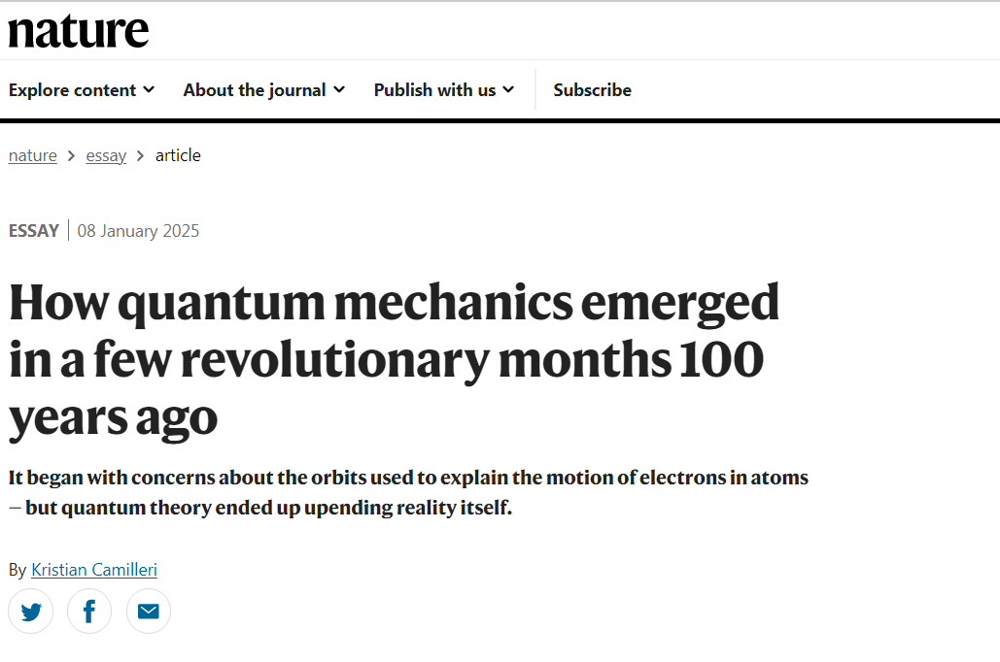 nature
Explore content About the journal Publish with us Subscribe
nature > essay > article
ESSAY | 08 January 2025
How quantum mechanics emerged
in a few revolutionary months 100
years ago
It began with concerns about the orbits used to explain the motion of electrons in atoms
— but quantum theory ended up upending reality itself.
By Kristian Camilleri